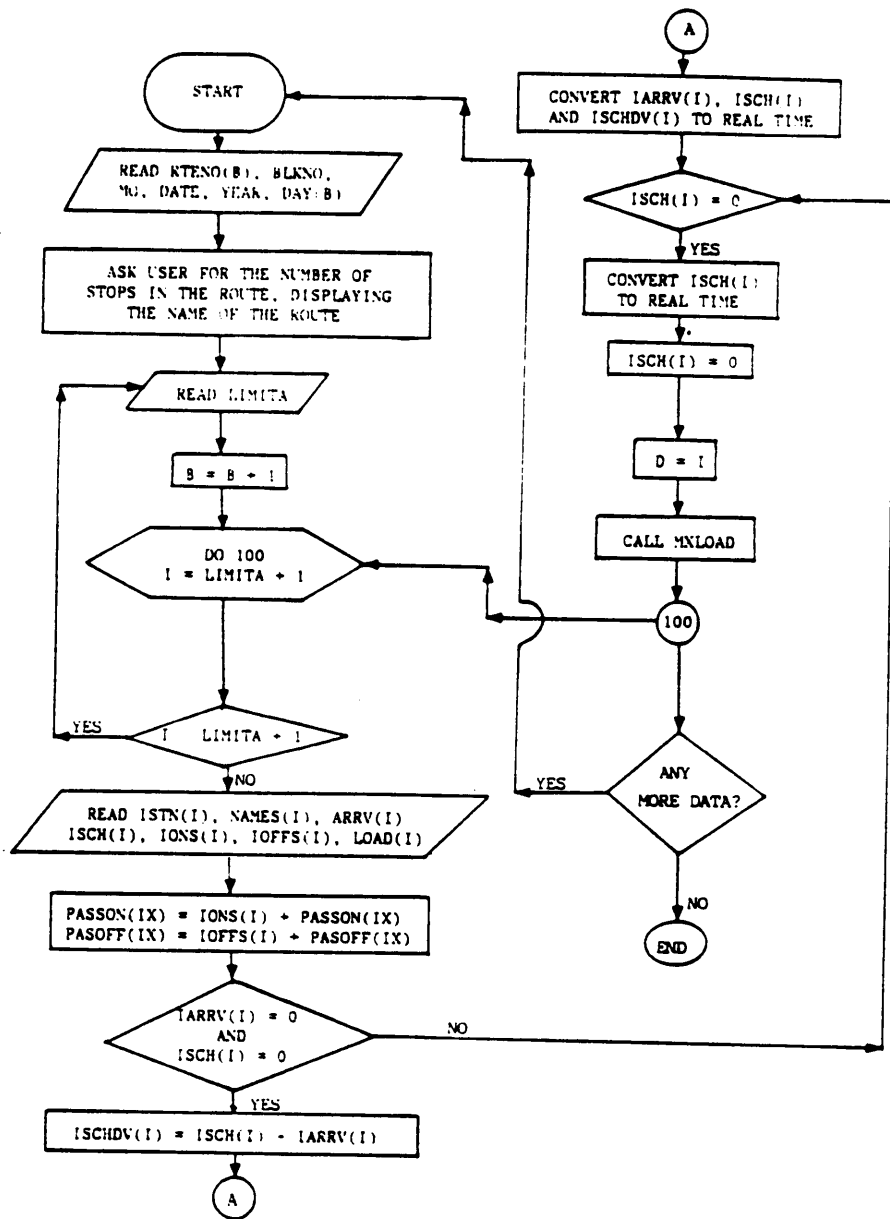 START
READ RTENO(B), BLKNO,
MO, DATE, YEAR, DAY(B)
ASK USER FOR THE NUMBER OF
STOPS IN THE ROUTE, DISPLAYING
THE NAME OF THE ROUTE
READ LIMITA
B = B + 1
DO 100
I = LIMITA + 1
YES
I LIMITA + 1
NO
READ ISTN(I), NAMES(I), ARRV(I)
ISCH(I), IONS(I), IOFFS(I), LOAD(I)
PASSON(IX) = IONS(I) + PASSON(IX)
PASOFF(IX) = IOFFS(I) + PASOFF(IX)
IARRV(I) = 0
AND
ISCH(I) = 0
NO
YES
ISCHDV(I) = ISCH(I) - IARRV(I)
A
A
CONVERT IARRV(I), ISCH(I)
AND ISCHDV(I) TO REAL TIME
ISCH(I) = 0
YES
CONVERT ISCH(I)
TO REAL TIME
ISCH(I) = 0
D = I
CALL MXLOAD
100
YES
ANY
MORE DATA?
NO
END